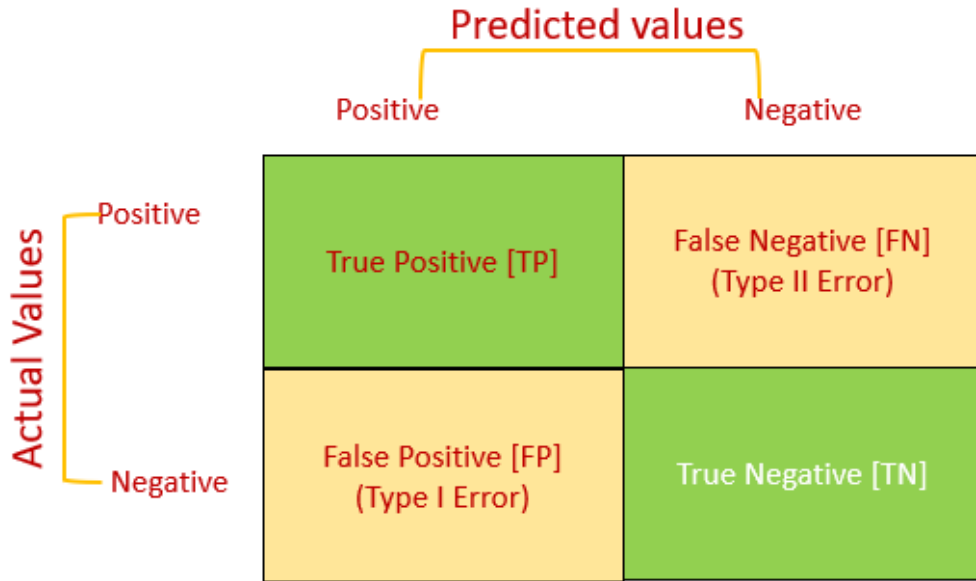 Predicted values
Positive
Negative
Actual Values
Positive
True Positive [TP]
False Negative [FN]
(Type II Error)
Negative
False Positive [FP]
(Type I Error)
True Negative [TN]